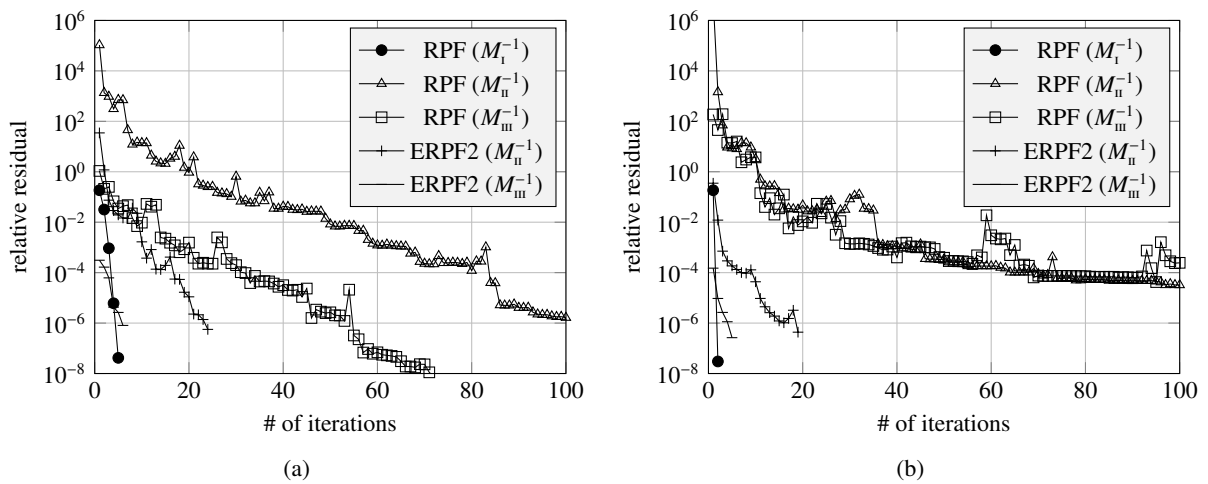 10^6
10^4
10^2
10^0
10^−2
10^−4
10^−6
10^−8
relative residual
0 20 40 60 80 100
# of iterations
RPF (M_I^−1)
RPF (M_II^−1)
RPF (M_III^−1)
ERPF2 (M_II^−1)
ERPF2 (M_III^−1)
(a)
10^6
10^4
10^2
10^0
10^−2
10^−4
10^−6
10^−8
relative residual
0 20 40 60 80 100
# of iterations
RPF (M_I^−1)
RPF (M_II^−1)
RPF (M_III^−1)
ERPF2 (M_II^−1)
ERPF2 (M_III^−1)
(b)